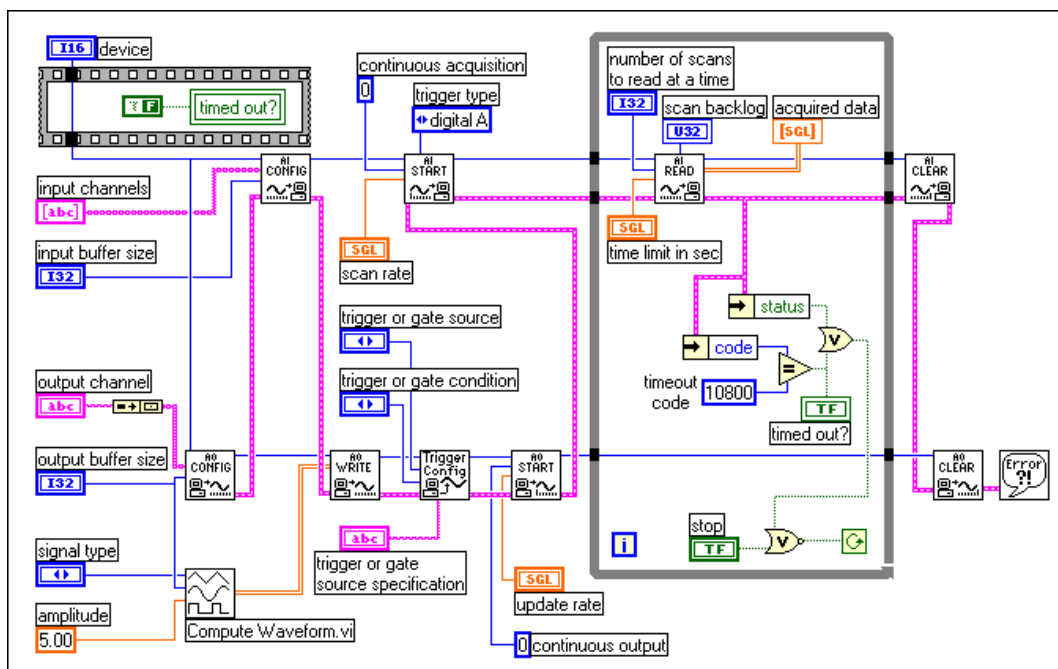 I16 device
F timed out?
input channels
[abc]
input buffer size
I32
AI
CONFIG
continuous acquisition
0
trigger type
digital A
AI
START
SGL
scan rate
number of scans
to read at a time
I32
scan backlog
U32
acquired data
[SGL]
AI
READ
SGL
time limit in sec
AI
CLEAR
status
code
timeout
code
10800
TF
timed out?
trigger or gate source
trigger or gate condition
output channel
abc
output buffer size
I32
AO
CONFIG
AO
WRITE
Trigger
Config
AO
START
AO
CLEAR
Error
?!
abc
trigger or gate
source specification
signal type
amplitude
5.00
Compute Waveform.vi
SGL
update rate
0 continuous output
i
stop
TF
V
V